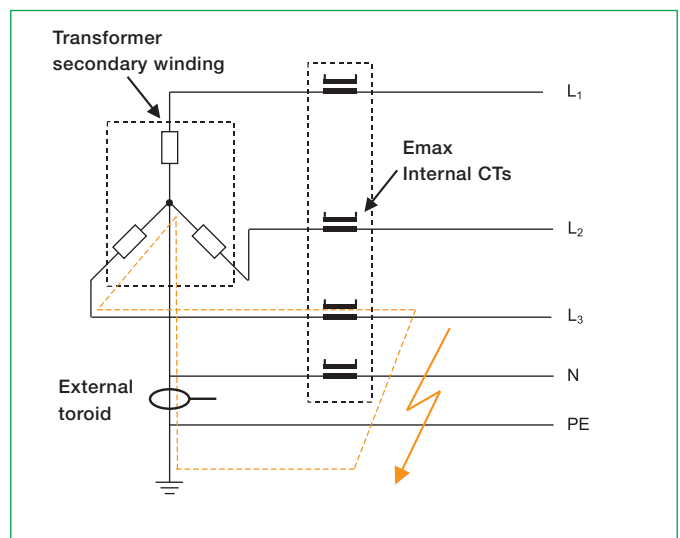 Transformer
secondary winding
L₁
Emax
Internal CTs
L₂
L₃
External
toroid
N
PE